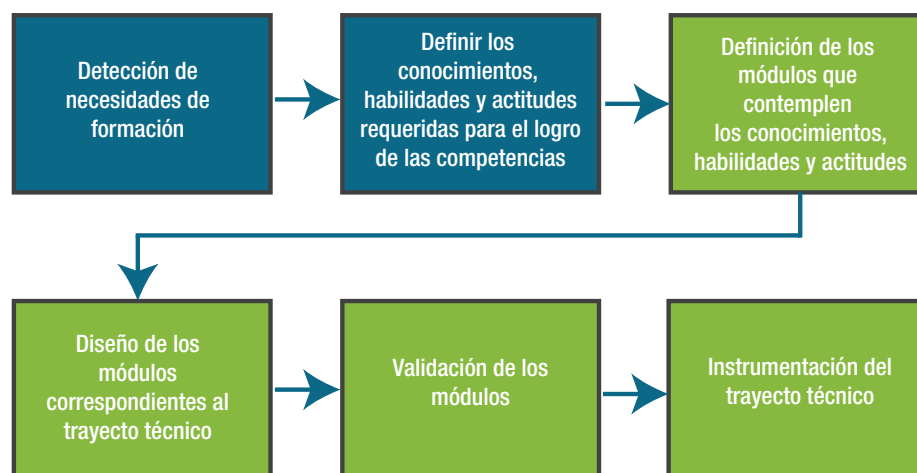 Detección de
necesidades de
formación
Definir los
conocimientos,
habilidades y actitudes
requeridas para el logro
de las competencias
Definición de los
módulos que
contemplen
los conocimientos,
habilidades y actitudes
Diseño de los
módulos
correspondientes al
trayecto técnico
Validación de los
módulos
Instrumentación del
trayecto técnico